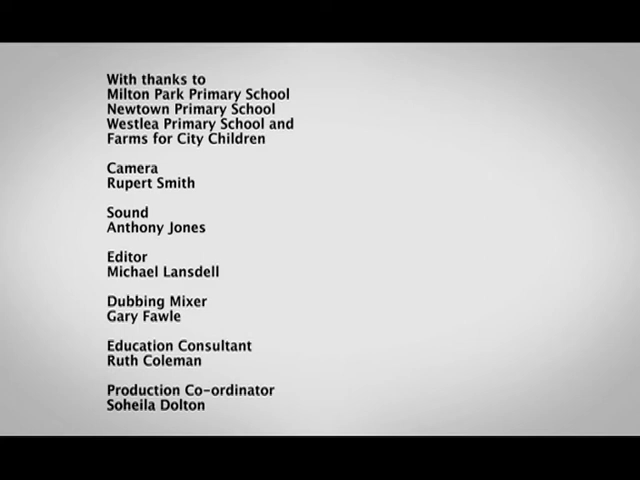 With thanks to
Milton Park Primary School
Newtown Primary School
Westlea Primary School and
Farms for City Children
Camera
Rupert Smith
Sound
Anthony Jones
Editor
Michael Lansdell
Dubbing Mixer
Gary Fawle
Education Consultant
Ruth Coleman
Production Co-ordinator
Soheila Dolton